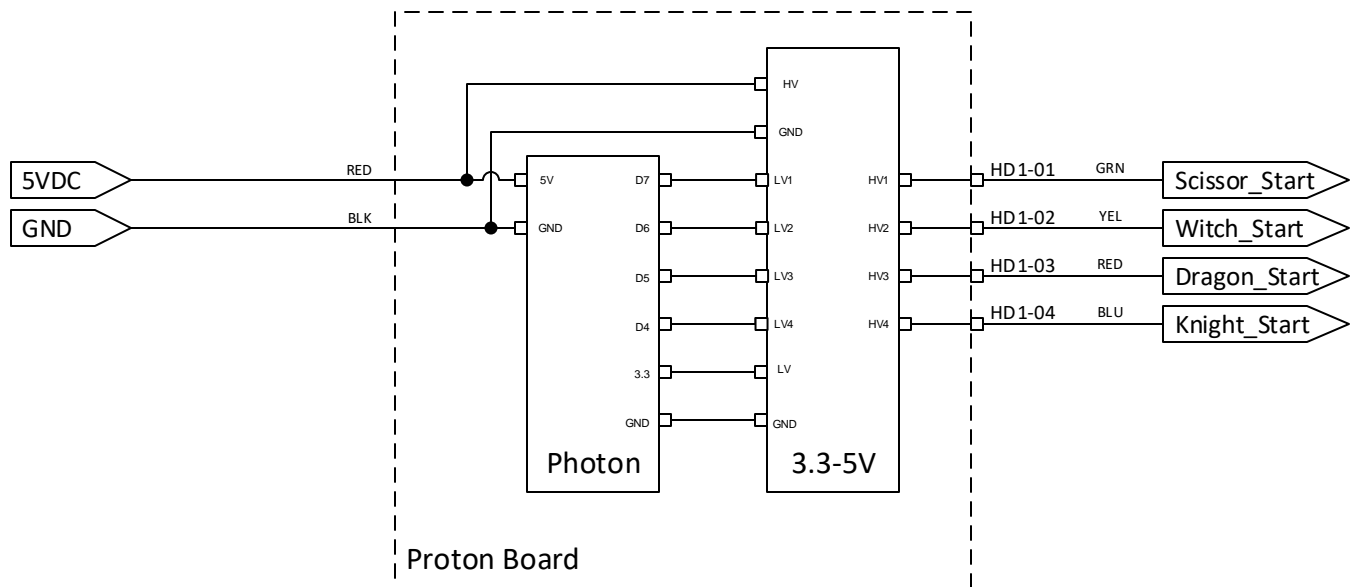 HV
GND
5VDC
RED
5V
D7
LV1
HV1
HD1-01
GRN
Scissor_Start
GND
BLK
GND
D6
LV2
HV2
HD1-02
YEL
Witch_Start
D5
LV3
HV3
HD1-03
RED
Dragon_Start
D4
LV4
HV4
HD1-04
BLU
Knight_Start
3.3
LV
GND
GND
Photon
3.3-5V
Proton Board